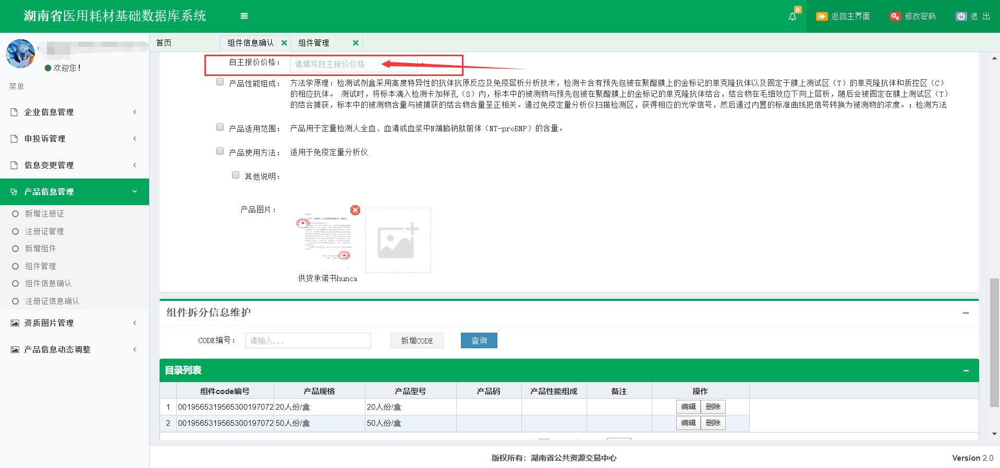 湖南省医用耗材基础数据库系统
0
返回主界面
修改密码
退 出
欢迎您！
菜单
企业信息管理
申投诉管理
信息变更管理
产品信息管理
新增注册证
注册证管理
新增组件
组件管理
组件信息确认
注册证信息确认
资质图片管理
产品信息动态调整
首页
组件信息确认
组件管理
自主报价价格：
请填写自主报价价格
产品性能组成：
方法学原理：检测试剂盒采用高度特异性的抗体抗原反应及免疫层析分析技术，检测卡含有预先包被在聚酯膜上的金标记的单克隆抗体以及固定于膜上测试区（T）的单克隆抗体和质控区（C）
的相应抗体。 测试时，将标本滴入检测卡加样孔（S）内，标本中的被测物与预先包被在聚酯膜上的金标记的单克隆抗体结合，结合物在毛细效应下向上层析，随后会被固定在膜上测试区（T）
的结合捕获，标本中的被测物含量与被捕获的结合物含量呈正相关。通过免疫定量分析仪扫描检测区，获得相应的光学信号，然后通过内置的标准曲线把信号转换为被测物的浓度。；检测方法
产品适用范围：
产品用于定量检测人全血、血清或血浆中N端脑钠肽前体（NT-proBNP）的含量。
产品使用方法：
适用于免疫定量分析仪
其他说明：
产品图片：
供货承诺书hunca
组件拆分信息维护
CODE编号：
请输入...
新增CODE
查询
目录列表
组件code编号 产品规格 产品型号 产品码 产品性能组成 备注 操作
1 0019565319565300197072 20人份/盒 20人份/盒 编辑 删除
2 0019565319565300197072 50人份/盒 50人份/盒 编辑 删除
版权所有：湖南省公共资源交易中心
Version 2.0